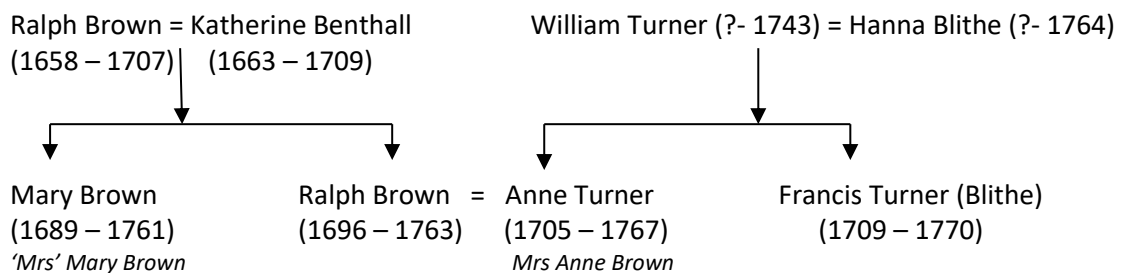 Ralph Brown = Katherine Benthall William Turner (?- 1743) = Hanna Blithe (?- 1764)
(1658 – 1707) (1663 – 1709)
Mary Brown Ralph Brown = Anne Turner Francis Turner (Blithe)
(1689 – 1761) (1696 – 1763) (1705 – 1767) (1709 – 1770)
'Mrs' Mary Brown Mrs Anne Brown